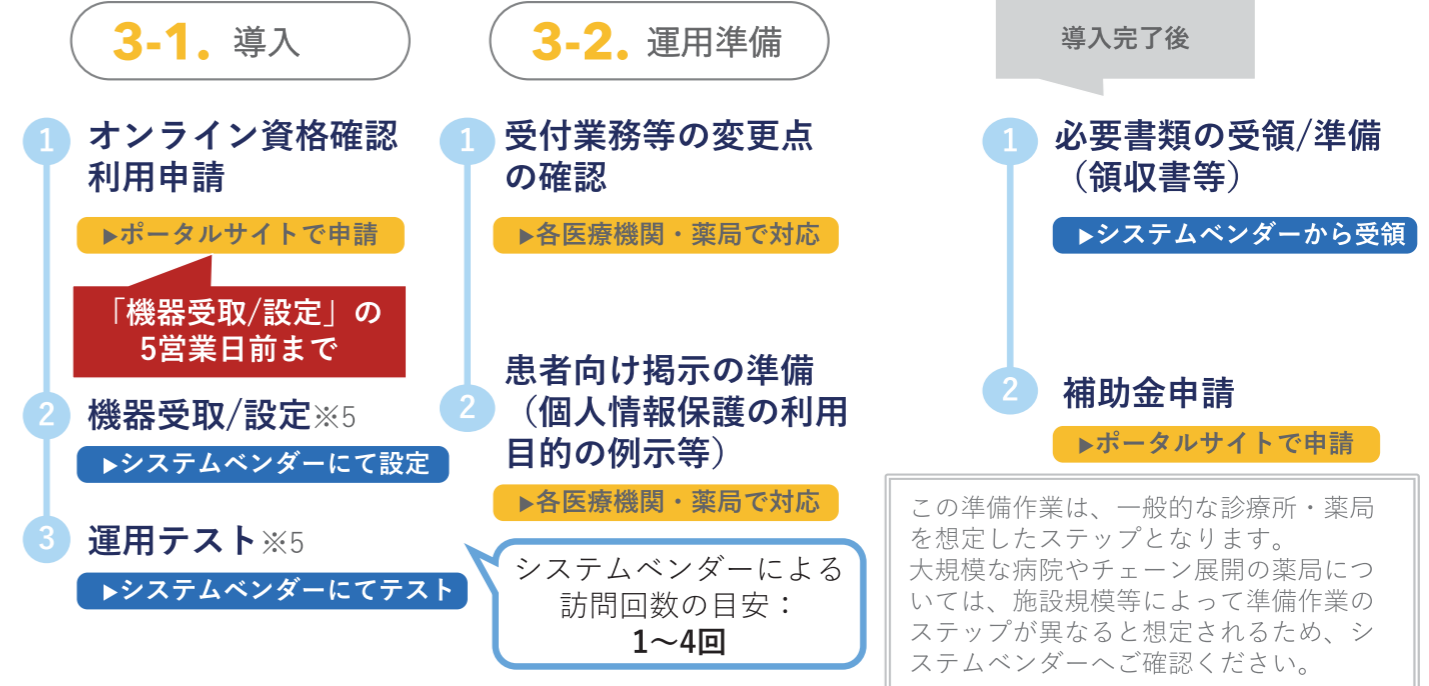 3-1. 導入
1
オンライン資格確認
利用申請
▶ポータルサイトで申請
「機器受取/設定」の
5営業日前まで
2
機器受取/設定※5
▶システムベンダーにて設定
3
運用テスト※5
▶システムベンダーにてテスト
3-2. 運用準備
1
受付業務等の変更点
の確認
▶各医療機関・薬局で対応
2
患者向け掲示の準備
（個人情報保護の利用
目的の例示等）
▶各医療機関・薬局で対応
システムベンダーによる
訪問回数の目安：
1～4回
導入完了後
1
必要書類の受領/準備
（領収書等）
▶システムベンダーから受領
2
補助金申請
▶ポータルサイトで申請
この準備作業は、一般的な診療所・薬局
を想定したステップとなります。
大規模な病院やチェーン展開の薬局につ
いては、施設規模等によって準備作業の
ステップが異なると想定されるため、シ
ステムベンダーへご確認ください。